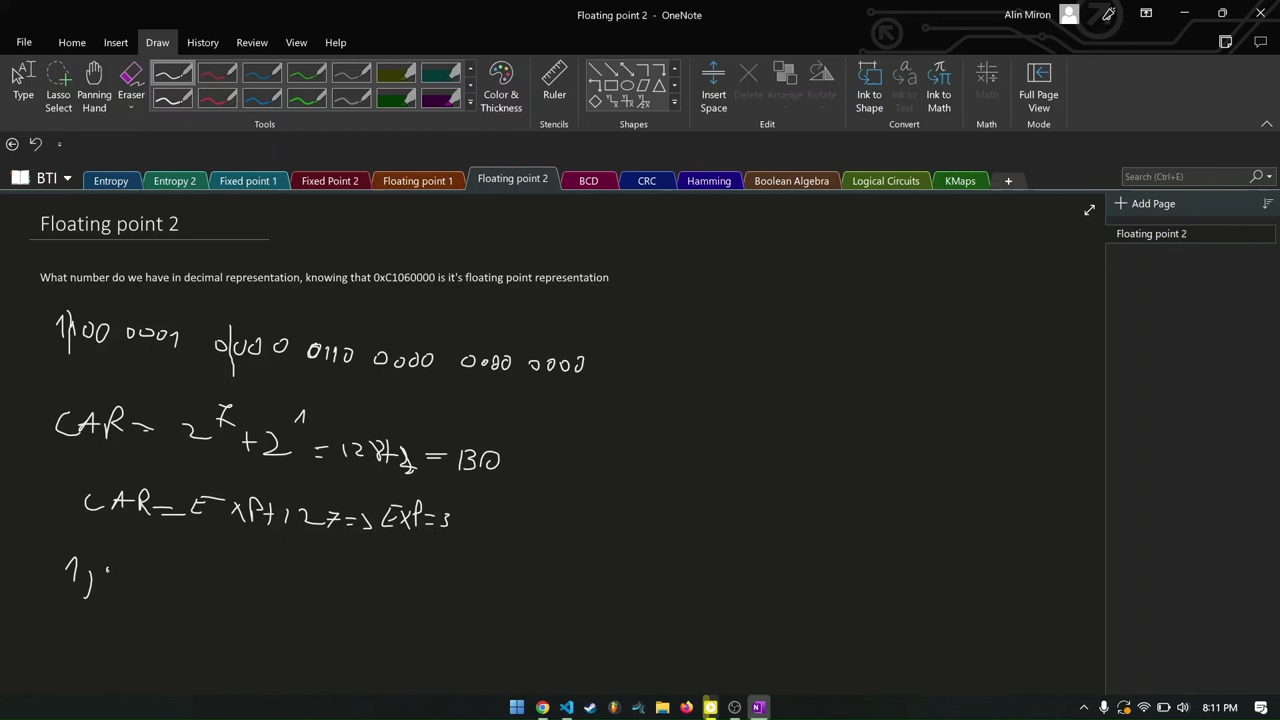 Floating point 2 - OneNote
Alin Miron
File Home Insert Draw History Review View Help
Type
Lasso Select
Panning Hand
Eraser
Color & Thickness
Ruler
Insert Space
Delete
Arrange
Rotate
Ink to Shape
Ink to Text
Ink to Math
Math
Full Page View
Tools Stencils Shapes Edit Convert Math Mode
BTI
Entropy Entropy 2 Fixed point 1 Fixed Point 2 Floating point 1 Floating point 2 BCD CRC Hamming Boolean Algebra Logical Circuits KMaps
Search (Ctrl+E)
Add Page
Floating point 2
Floating point 2
What number do we have in decimal representation, knowing that 0xC1060000 is it's floating point representation
1|100 0001 0|000 0110 0000 0000 0000
CAR = 2^7 + 2^1 = 128+2 = 130
CAR = Exp+127 => Exp=3
1,
8:11 PM